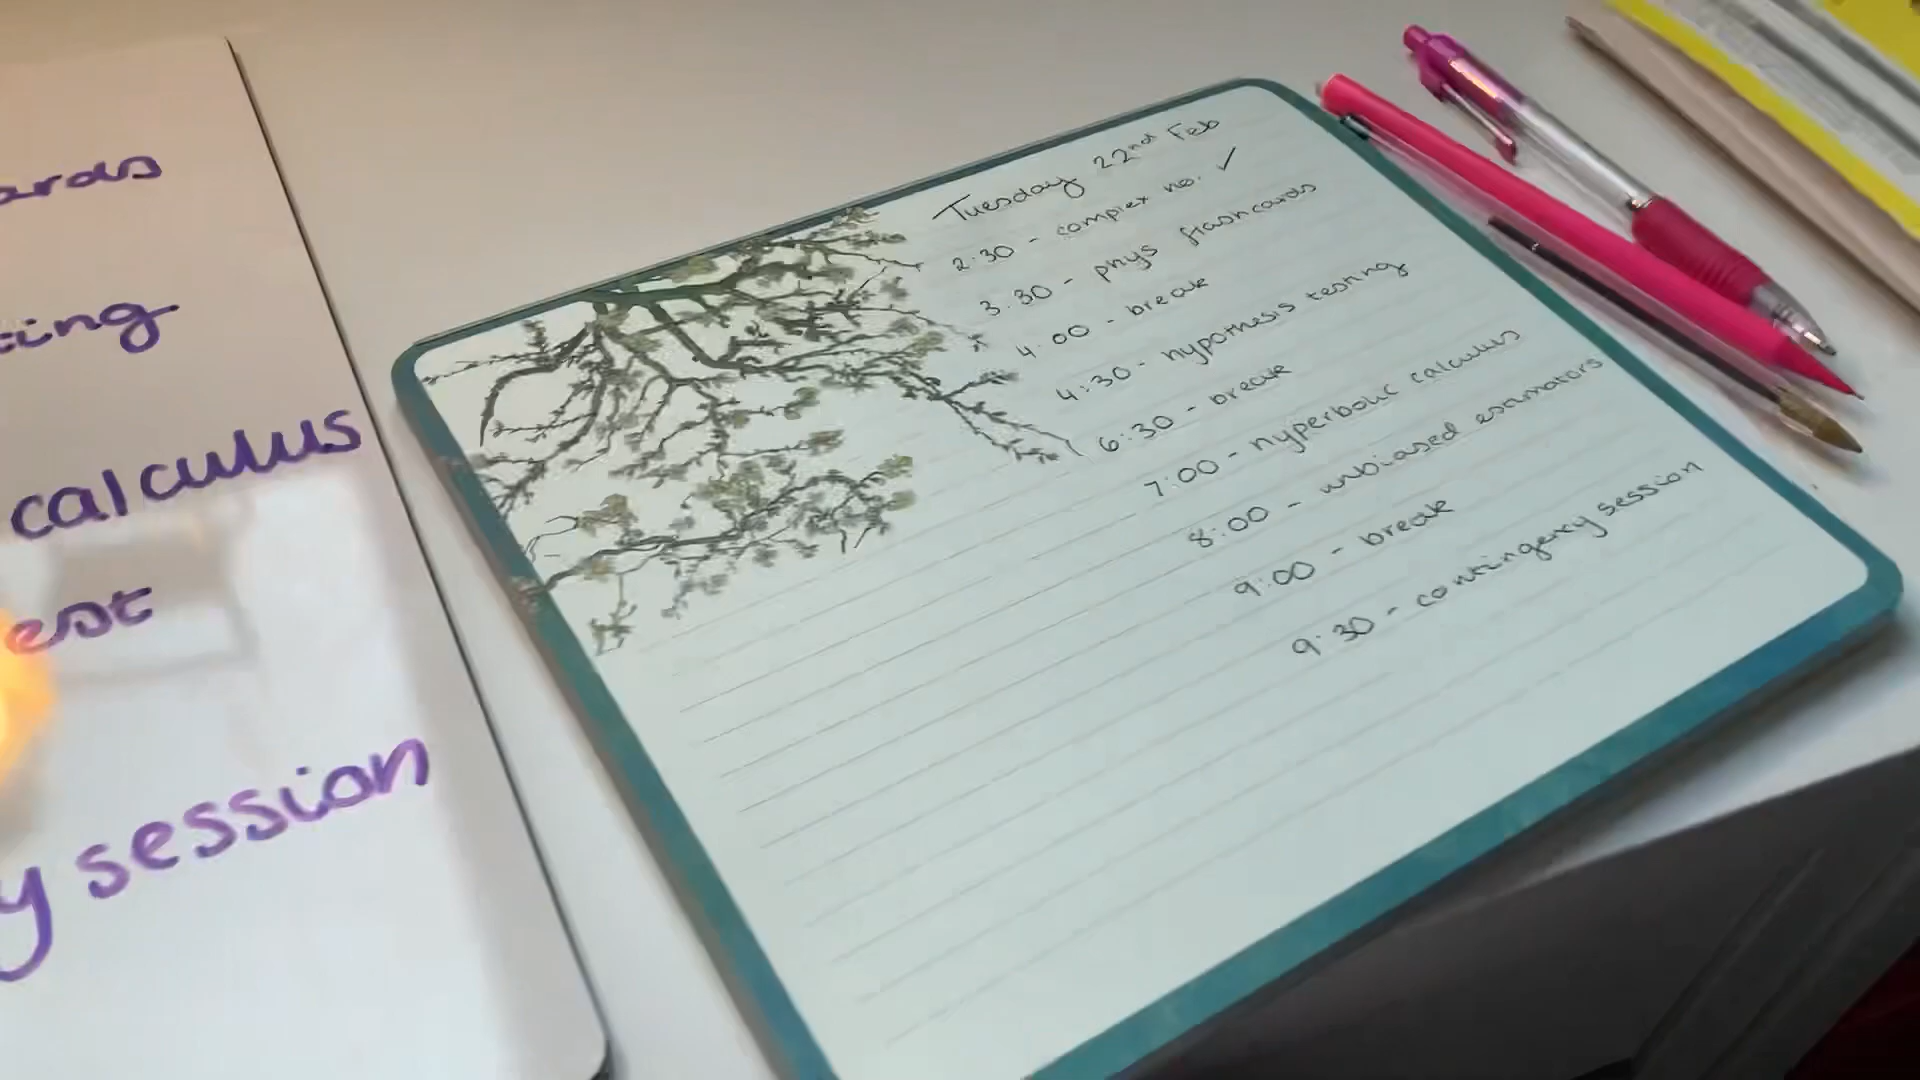 ards
ting
calculus
est
y session
Tuesday 22nd Feb
2:30 - complex no. ✓
3:30 - phys flashcards
4:00 - break
4:30 - hypothesis testing
6:30 - break
7:00 - hyperbolic calculus
8:00 - unbiased estimators
9:00 - break
9:30 - contingency session